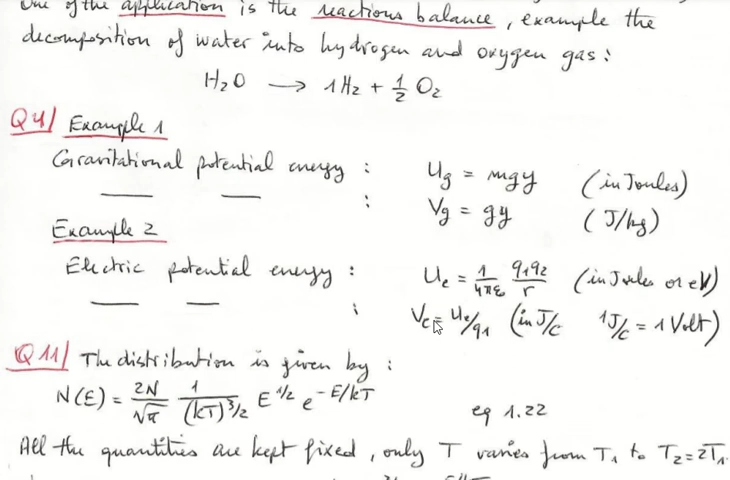 One of the application is the reactions balance, example the
decomposition of water into hydrogen and oxygen gas:
H₂O → 1H₂ + 1/2 O₂
Q4/ Example 1
Gravitational potential energy : Ug = mgy (in Joules)
— — : Vg = gy (J/kg)
Example 2
Electric potential energy : Ue = 1/4πε₀ q₁q₂/r (in Joules or eV)
— — : Ve = Ue/q₁ (in J/C 1J/C = 1 Volt)
Q11/ The distribution is given by :
N(E) = 2N/√π 1/(kT)^3/2 E^1/2 e^-E/kT eq 1.22
All the quantities are kept fixed, only T varies from T₁ to T₂=2T₁.